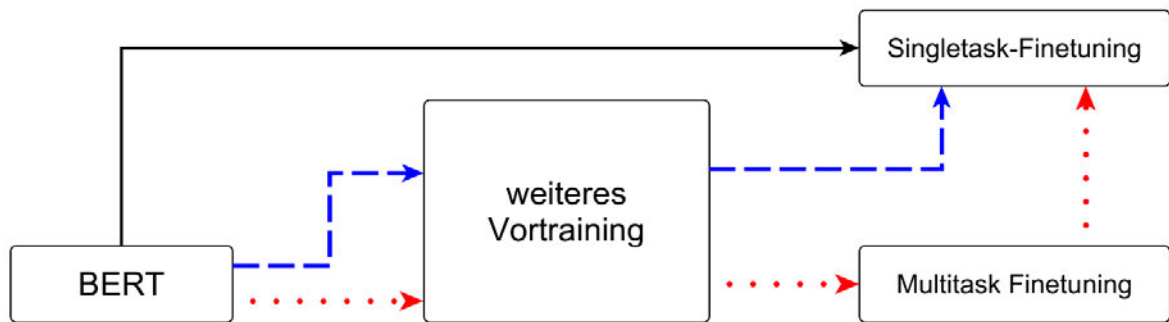 Singletask-Finetuning
weiteres
Vortraining
BERT
Multitask Finetuning